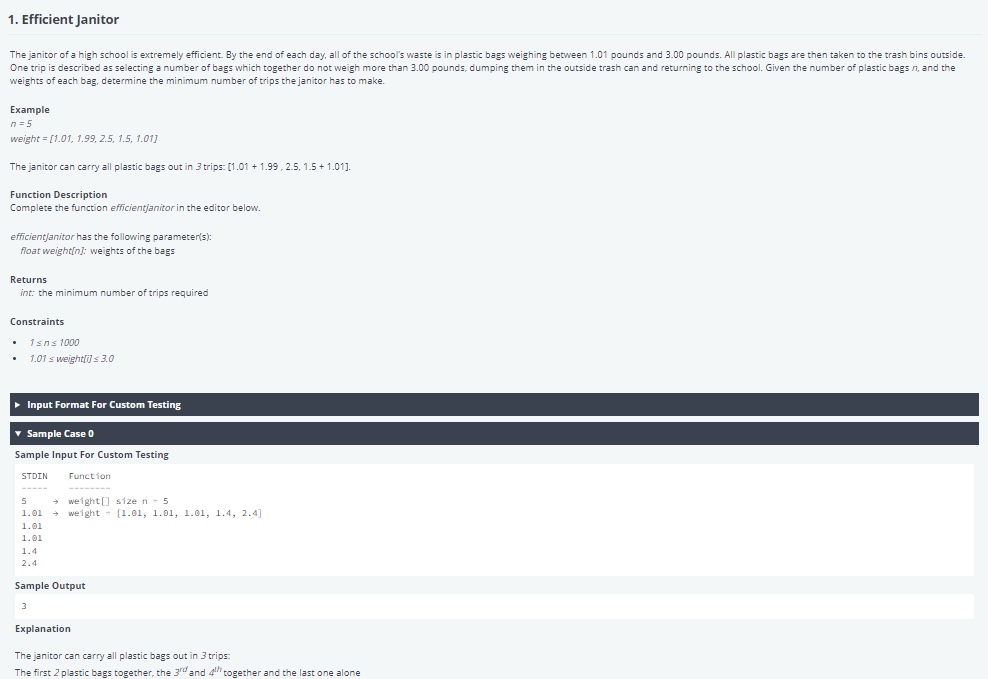 1. Efficient Janitor
The janitor of a high school is extremely efficient. By the end of each day, all of the school's waste is in plastic bags weighing between 1.01 pounds and 3.00 pounds. All plastic bags are then taken to the trash bins outside.
One trip is described as selecting a number of bags which together do not weigh more than 3.00 pounds, dumping them in the outside trash can and returning to the school. Given the number of plastic bags n, and the
weights of each bag, determine the minimum number of trips the janitor has to make.
Example
n = 5
weight = [1.01, 1.99, 2.5, 1.5, 1.01]
The janitor can carry all plastic bags out in 3 trips: [1.01 + 1.99 , 2.5, 1.5 + 1.01].
Function Description
Complete the function efficientJanitor in the editor below.
efficientJanitor has the following parameter(s):
float weight[n]: weights of the bags
Returns
int: the minimum number of trips required
Constraints
• 1 ≤ n ≤ 1000
• 1.01 ≤ weight[i] ≤ 3.0
▸ Input Format For Custom Testing
▾ Sample Case 0
Sample Input For Custom Testing
STDIN Function
----- --------
5 → weight[] size n = 5
1.01 → weight = [1.01, 1.01, 1.01, 1.4, 2.4]
1.01
1.01
1.4
2.4
Sample Output
3
Explanation
The janitor can carry all plastic bags out in 3 trips:
The first 2 plastic bags together, the 3rd and 4th together and the last one alone